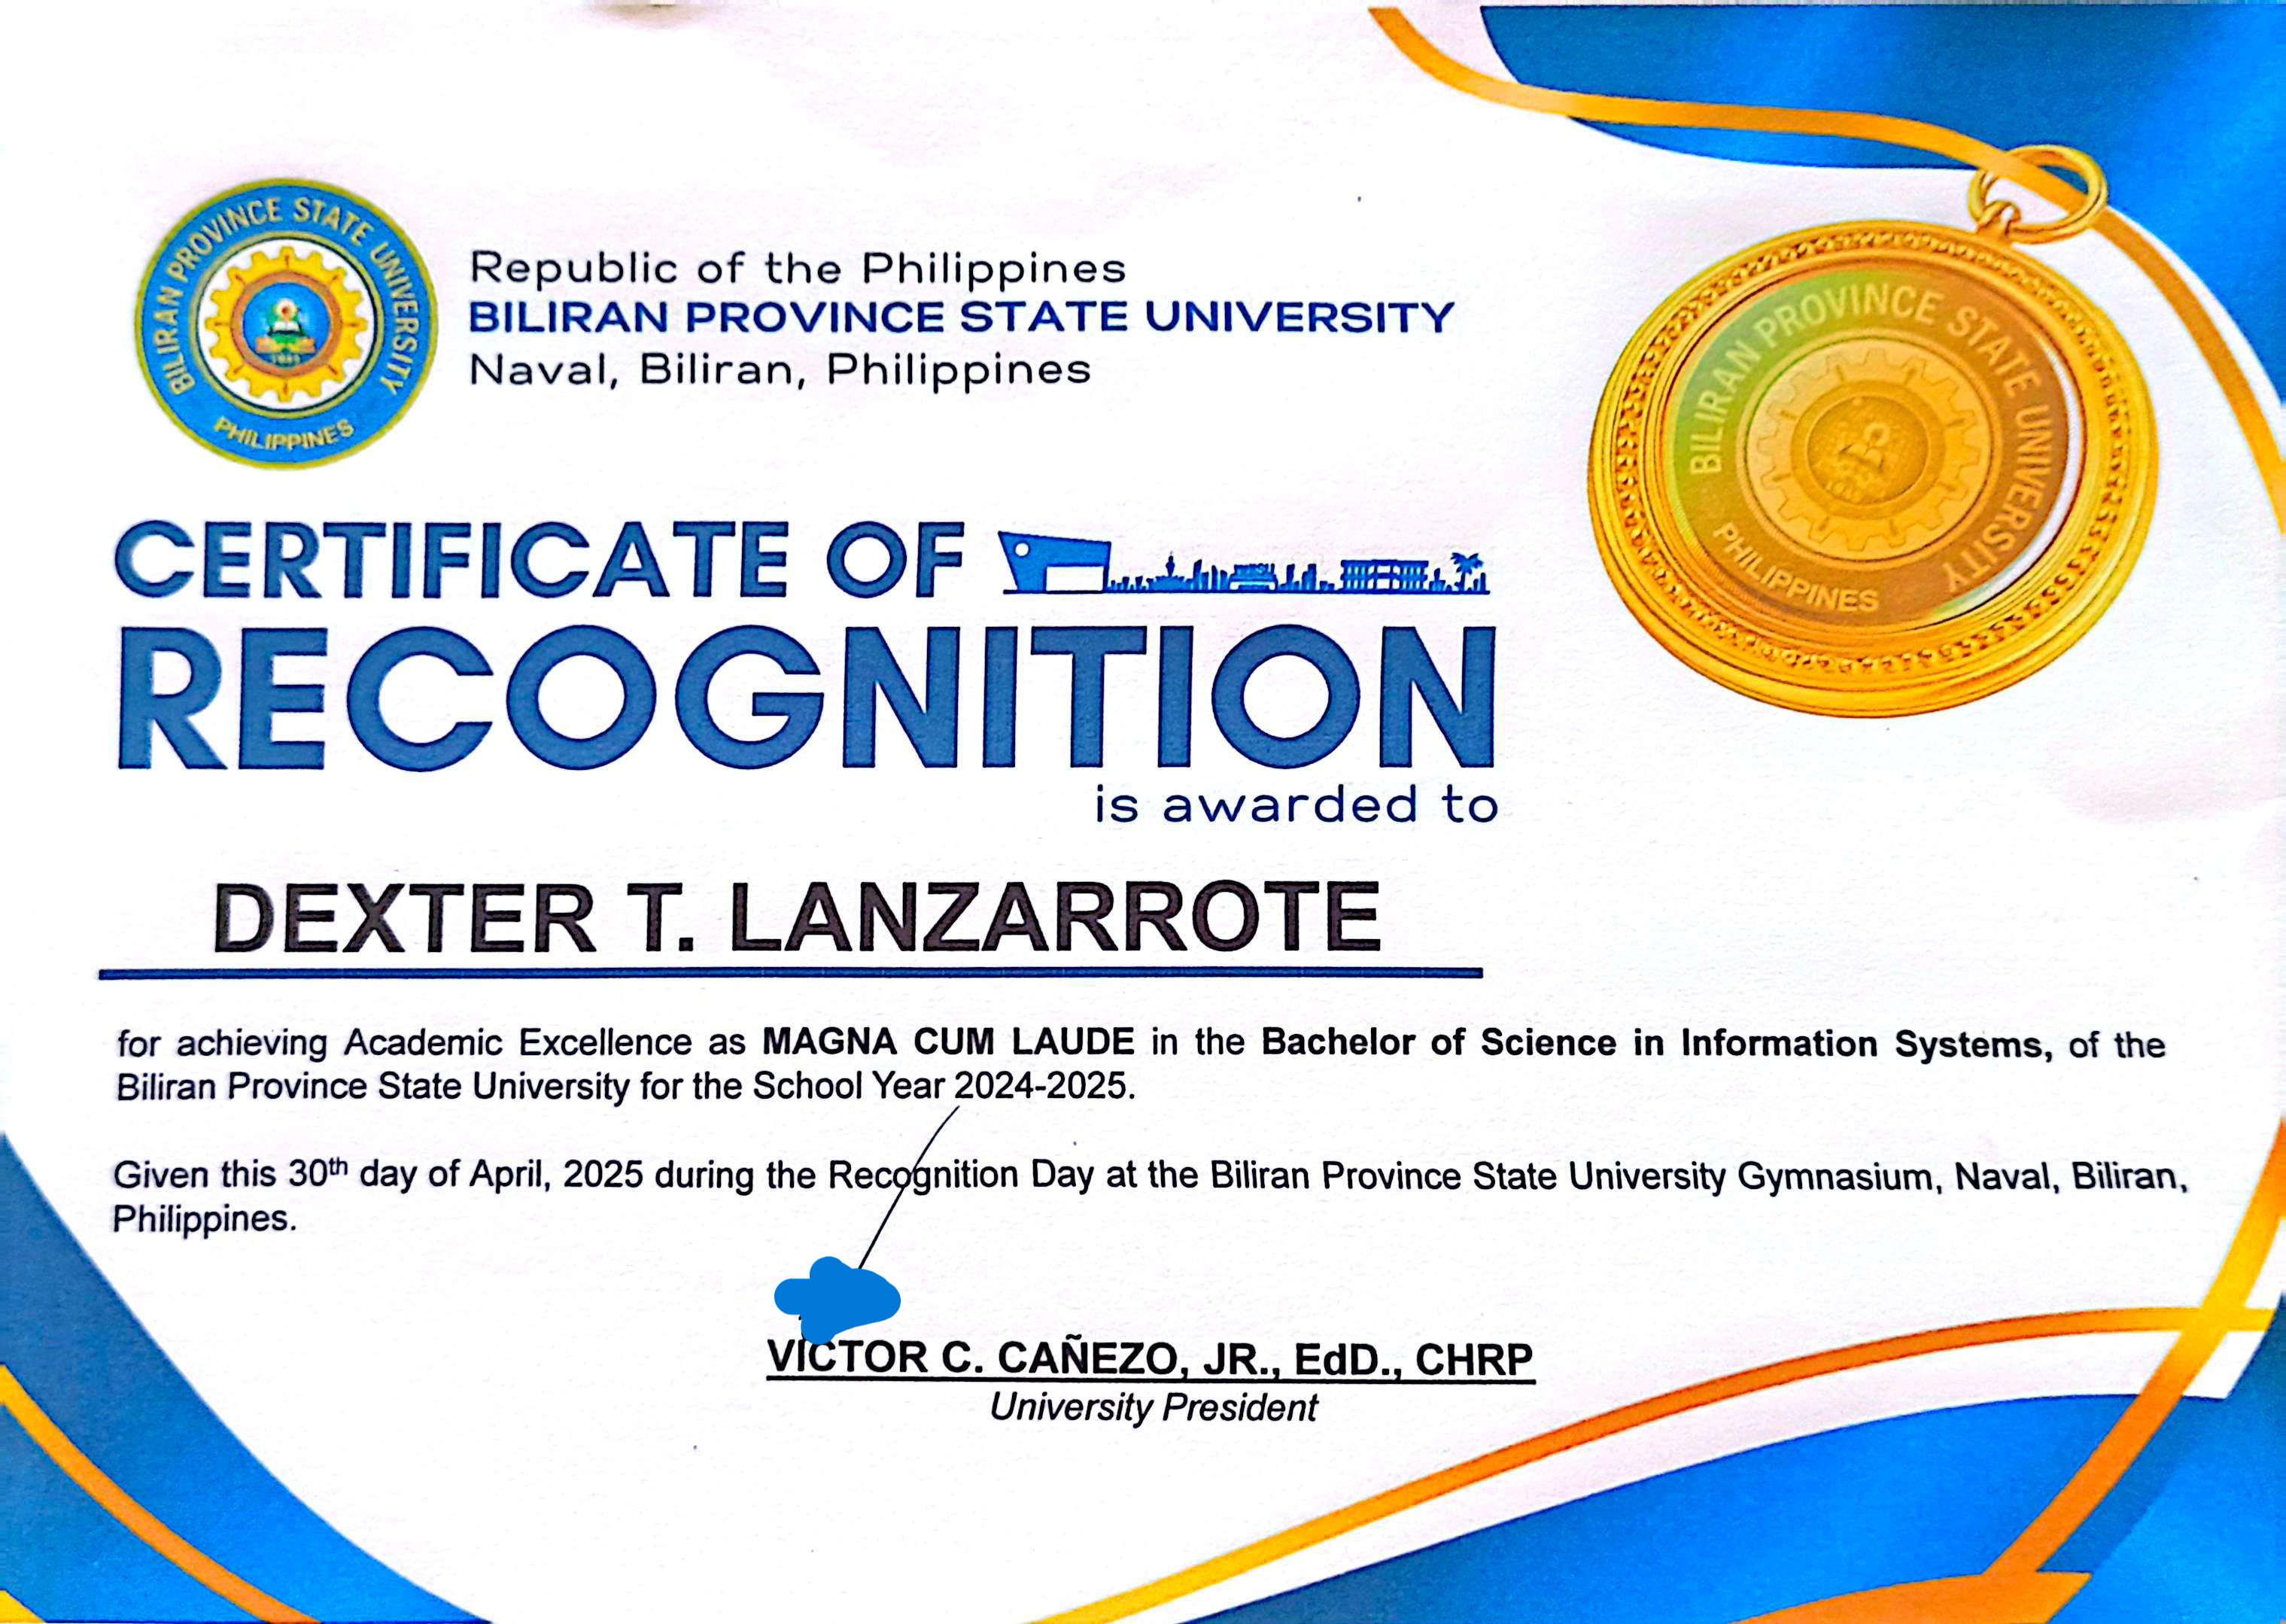 BILIRAN PROVINCE STATE UNIVERSITY
PHILIPPINES
Republic of the Philippines
BILIRAN PROVINCE STATE UNIVERSITY
Naval, Biliran, Philippines
BILIRAN PROVINCE STATE UNIVERSITY
PHILIPPINES
CERTIFICATE OF
RECOGNITION
is awarded to
DEXTER T. LANZARROTE
for achieving Academic Excellence as MAGNA CUM LAUDE in the Bachelor of Science in Information Systems, of the
Biliran Province State University for the School Year 2024-2025.
Given this 30th day of April, 2025 during the Recognition Day at the Biliran Province State University Gymnasium, Naval, Biliran,
Philippines.
VICTOR C. CAÑEZO, JR., EdD., CHRP
University President